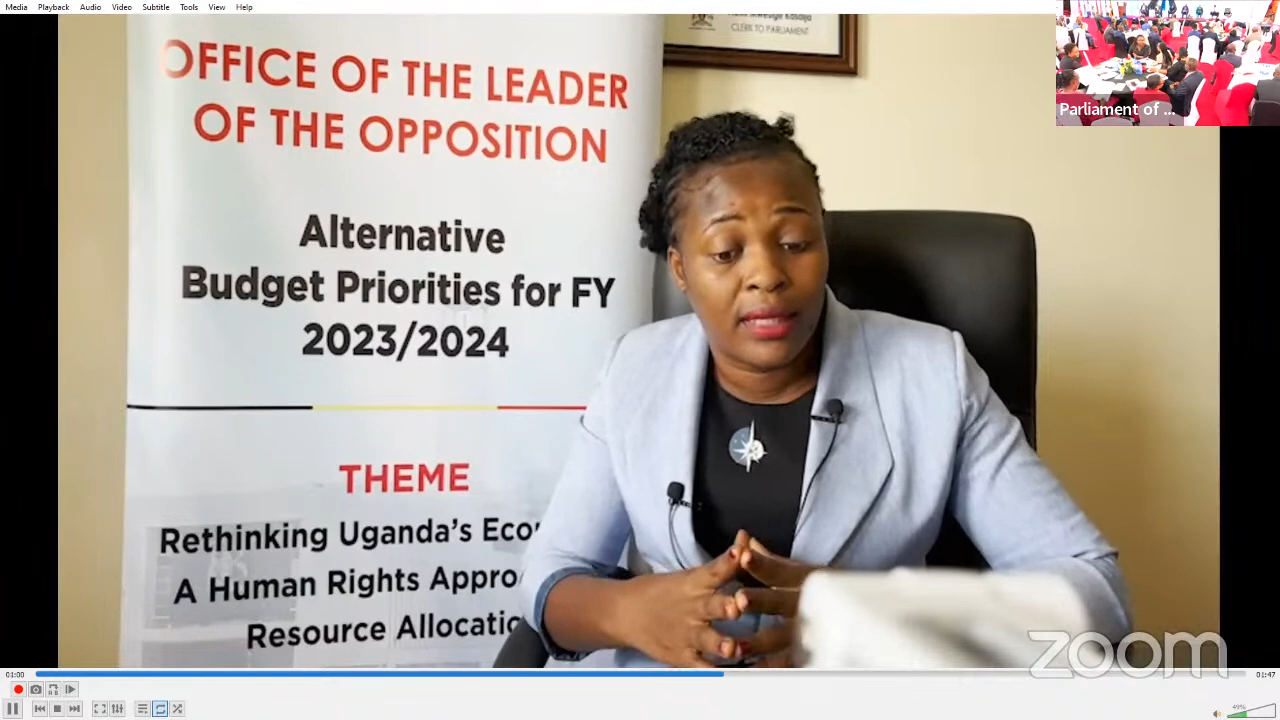 Media Playback Audio Video Subtitle Tools View Help
CLERK TO PARLIAMENT
Parliament of ...
OFFICE OF THE LEADER
OF THE OPPOSITION
Alternative
Budget Priorities for FY
2023/2024
THEME
Rethinking Uganda's Eco
A Human Rights Appro
Resource Allocatio
zoom
01:00
01:47
49%